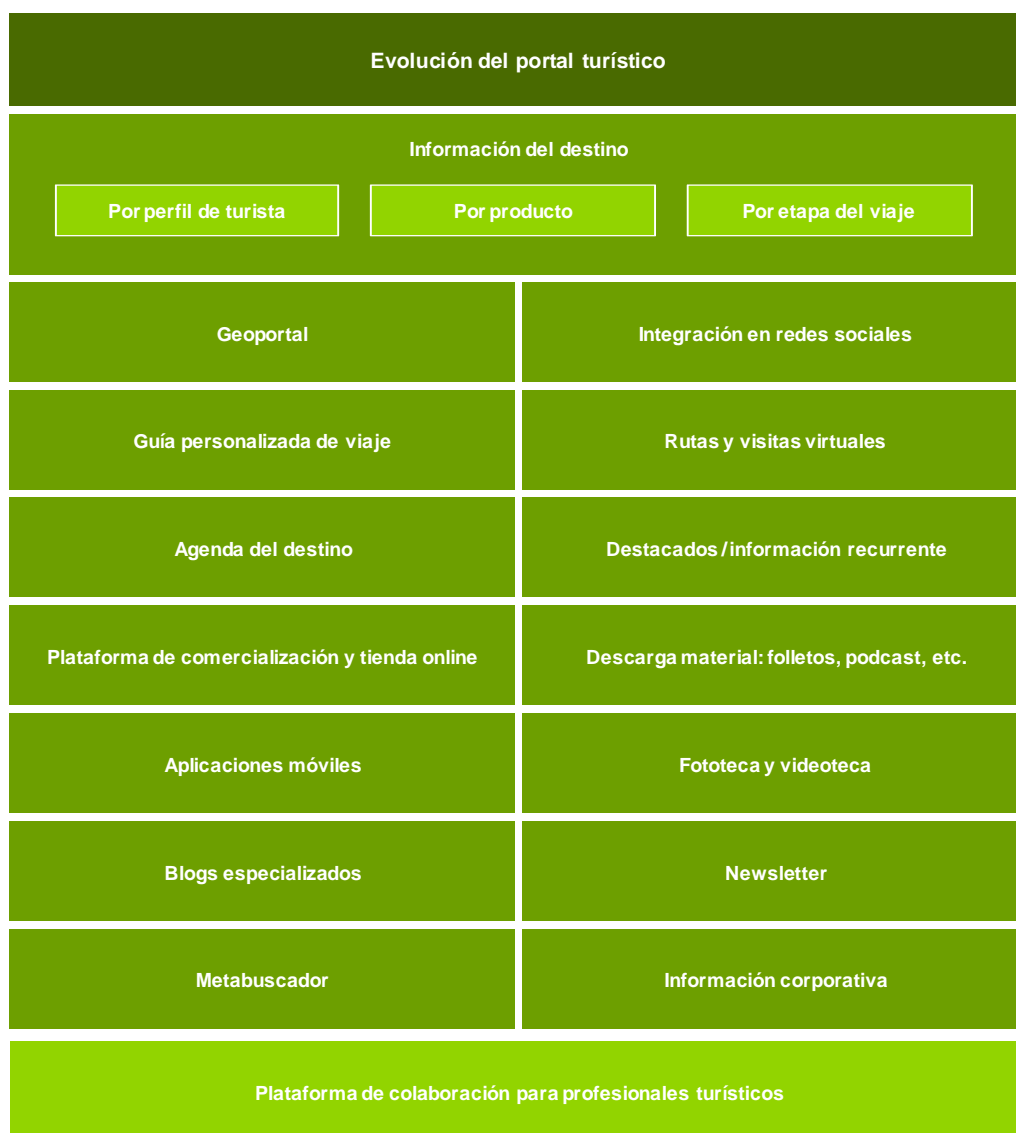 Evolución del portal turístico
Información del destino
Por perfil de turista
Por producto
Por etapa del viaje
Geoportal
Integración en redes sociales
Guía personalizada de viaje
Rutas y visitas virtuales
Agenda del destino
Destacados/información recurrente
Plataforma de comercialización y tienda online
Descarga material: folletos, podcast, etc.
Aplicaciones móviles
Fototeca y videoteca
Blogs especializados
Newsletter
Metabuscador
Información corporativa
Plataforma de colaboración para profesionales turísticos